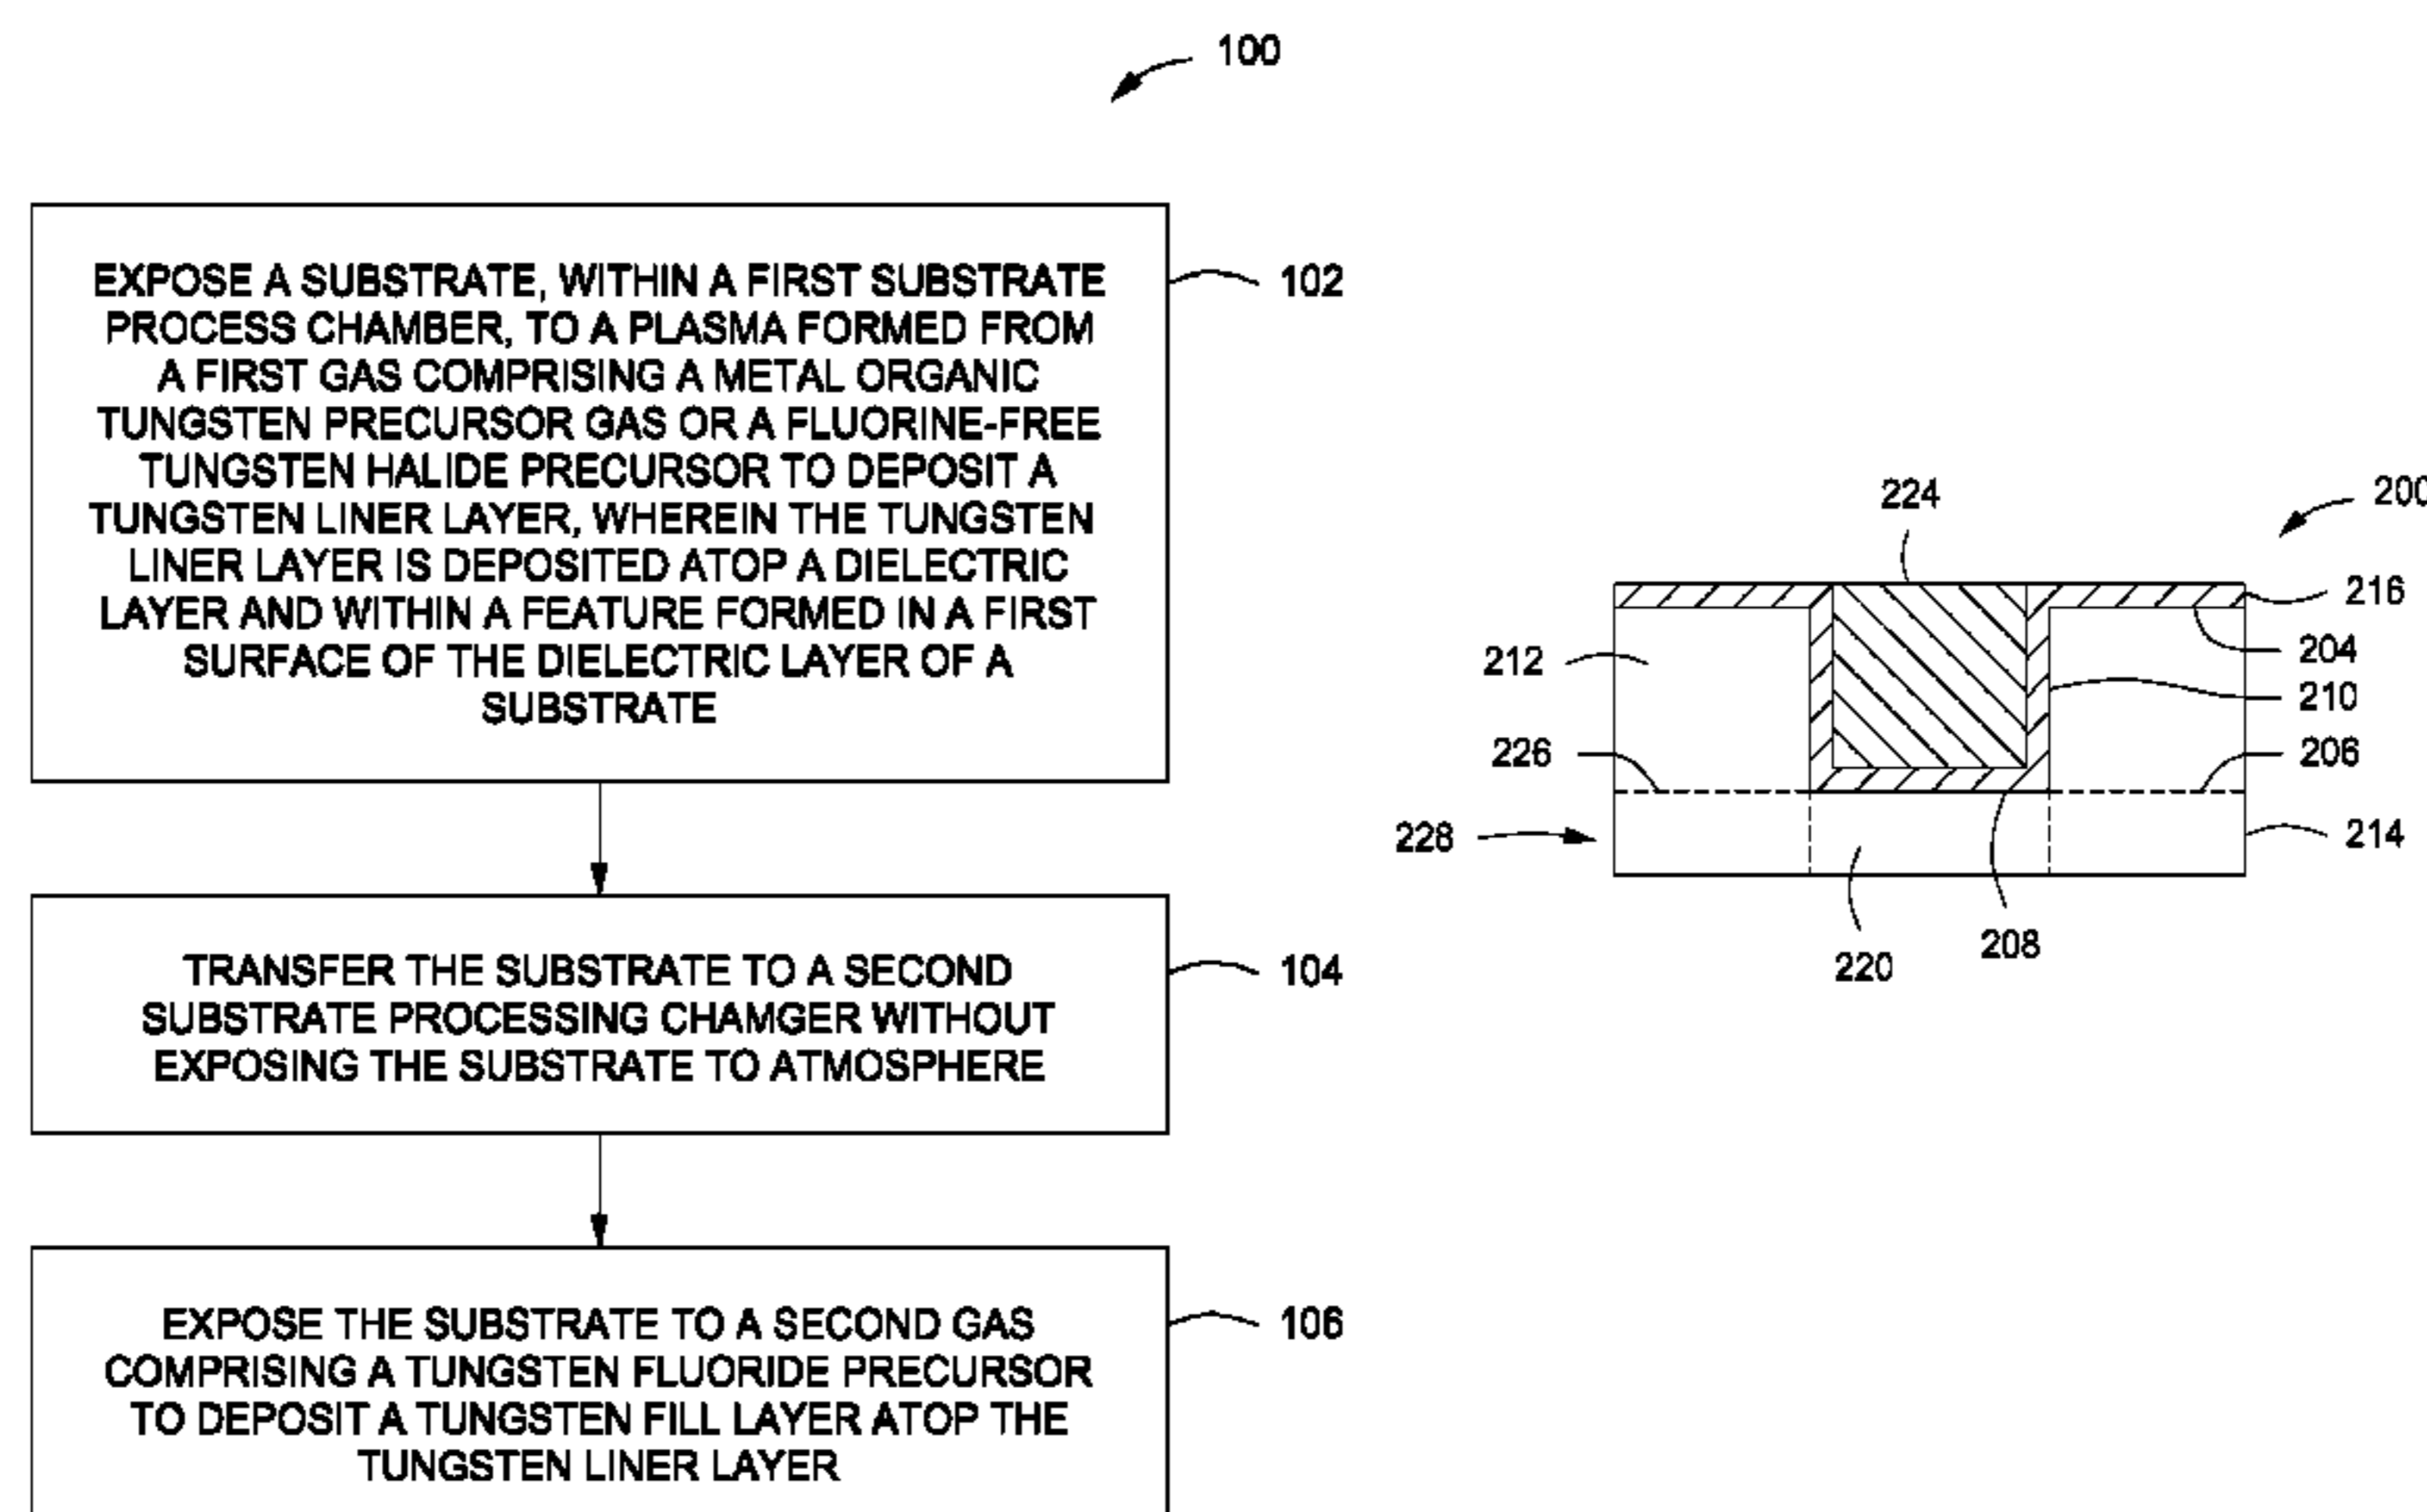 100
EXPOSE A SUBSTRATE, WITHIN A FIRST SUBSTRATE
PROCESS CHAMBER, TO A PLASMA FORMED FROM
A FIRST GAS COMPRISING A METAL ORGANIC
TUNGSTEN PRECURSOR GAS OR A FLUORINE-FREE
TUNGSTEN HALIDE PRECURSOR TO DEPOSIT A
TUNGSTEN LINER LAYER, WHEREIN THE TUNGSTEN
LINER LAYER IS DEPOSITED ATOP A DIELECTRIC
LAYER AND WITHIN A FEATURE FORMED IN A FIRST
SURFACE OF THE DIELECTRIC LAYER OF A
SUBSTRATE
102
TRANSFER THE SUBSTRATE TO A SECOND
SUBSTRATE PROCESSING CHAMGER WITHOUT
EXPOSING THE SUBSTRATE TO ATMOSPHERE
104
EXPOSE THE SUBSTRATE TO A SECOND GAS
COMPRISING A TUNGSTEN FLUORIDE PRECURSOR
TO DEPOSIT A TUNGSTEN FILL LAYER ATOP THE
TUNGSTEN LINER LAYER
106
224
200
216
212
204
210
226
206
228
214
220
208